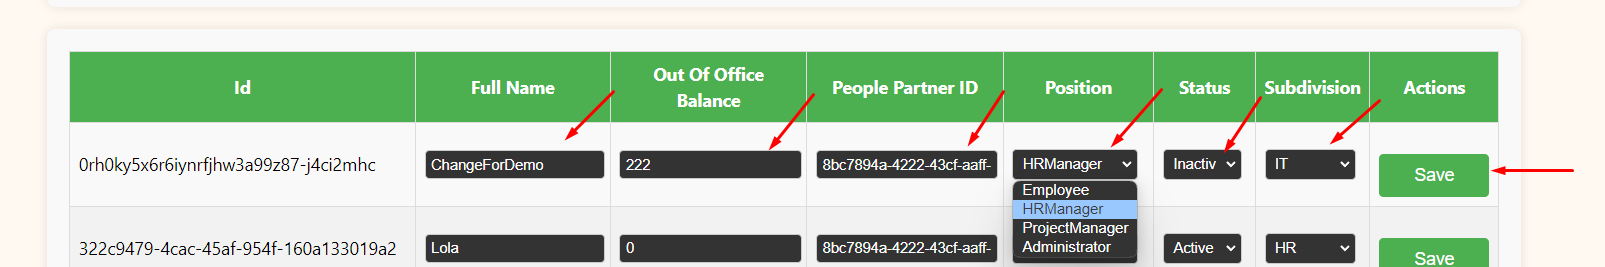 Id
Full Name
Out Of Office
Balance
People Partner ID
Position
Status
Subdivision
Actions
0rh0ky5x6r6iynrfjhw3a99z87-j4ci2mhc
ChangeForDemo
222
8bc7894a-4222-43cf-aaff-
HRManager
Inactiv
IT
Save
Employee
HRManager
ProjectManager
Administrator
322c9479-4cac-45af-954f-160a133019a2
Lola
0
8bc7894a-4222-43cf-aaff-
Active
HR
Save